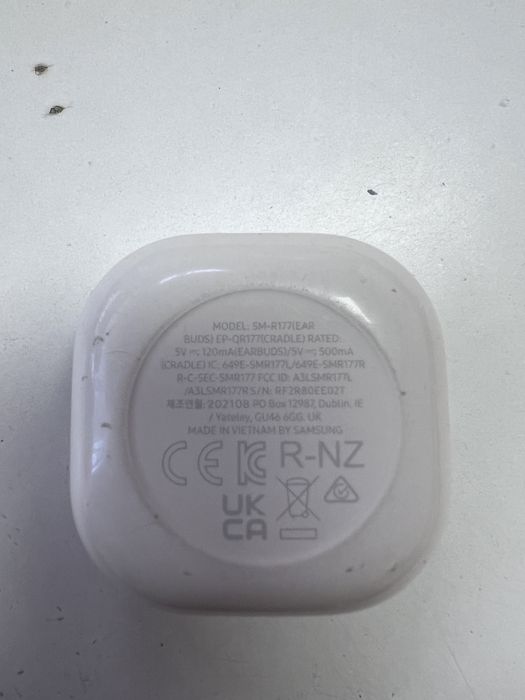 MODEL: SM-R177(EAR
BUDS) EP-QR177(CRADLE) RATED:
5V ⎓ 120mA(EARBUDS)/5V ⎓ 500mA
(CRADLE) IC: 649E-SMR177L/649E-SMR177R
R-C-SEC-SMR177 FCC ID: A3LSMR177L
/A3LSMR177R S/N: RF2R80EE02T
제조연월: 202108 PO Box 12987, Dublin, IE
/ Yateley, GU46 6GG. UK
MADE IN VIETNAM BY SAMSUNG
CE KC R-NZ
UK
CA